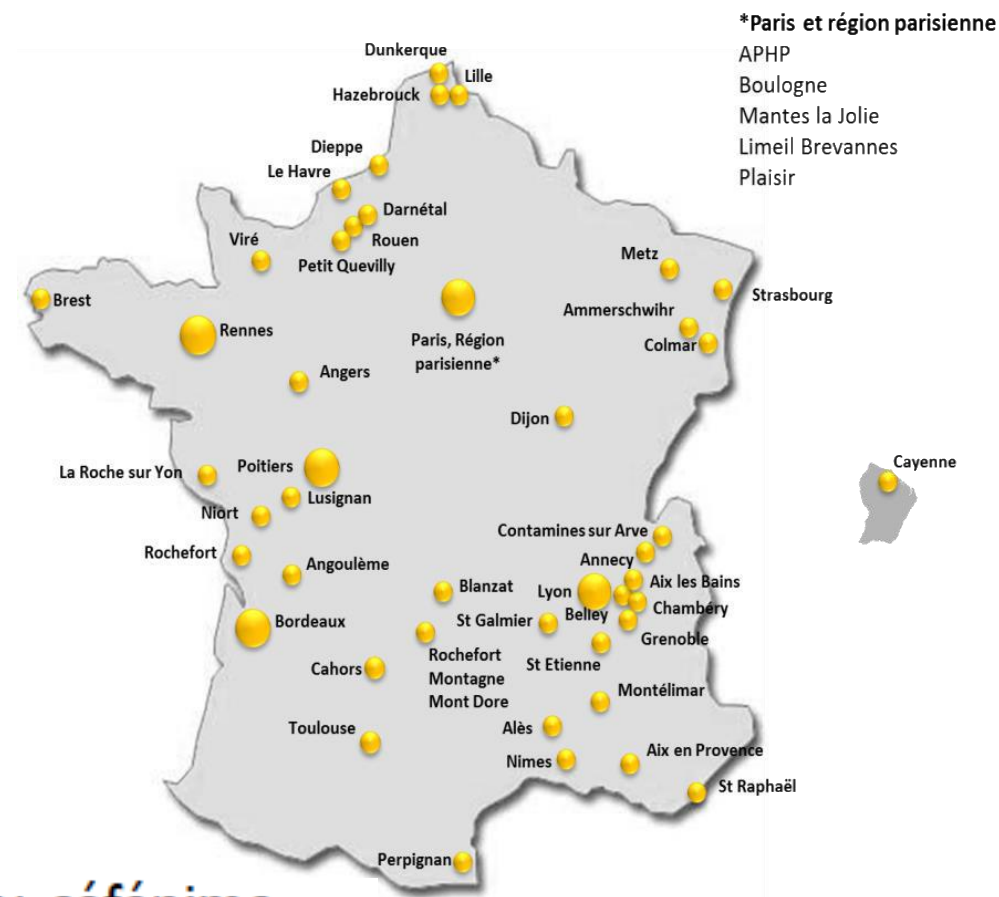 *Paris et région parisienne
APHP
Boulogne
Mantes la Jolie
Limeil Brevannes
Plaisir
Dunkerque
Lille
Hazebrouck
Dieppe
Le Havre
Darnétal
Rouen
Petit Quevilly
Viré
Metz
Strasbourg
Ammerschwihr
Colmar
Brest
Rennes
Paris, Région
parisienne*
Angers
Dijon
La Roche sur Yon
Poitiers
Lusignan
Niort
Rochefort
Angoulème
Cayenne
Contamines sur Arve
Annecy
Aix les Bains
Lyon
Chambéry
Belley
Grenoble
Blanzat
St Galmier
St Etienne
Bordeaux
Rochefort
Montagne
Mont Dore
Cahors
Montélimar
Toulouse
Alès
Nimes
Aix en Provence
St Raphaël
Perpignan